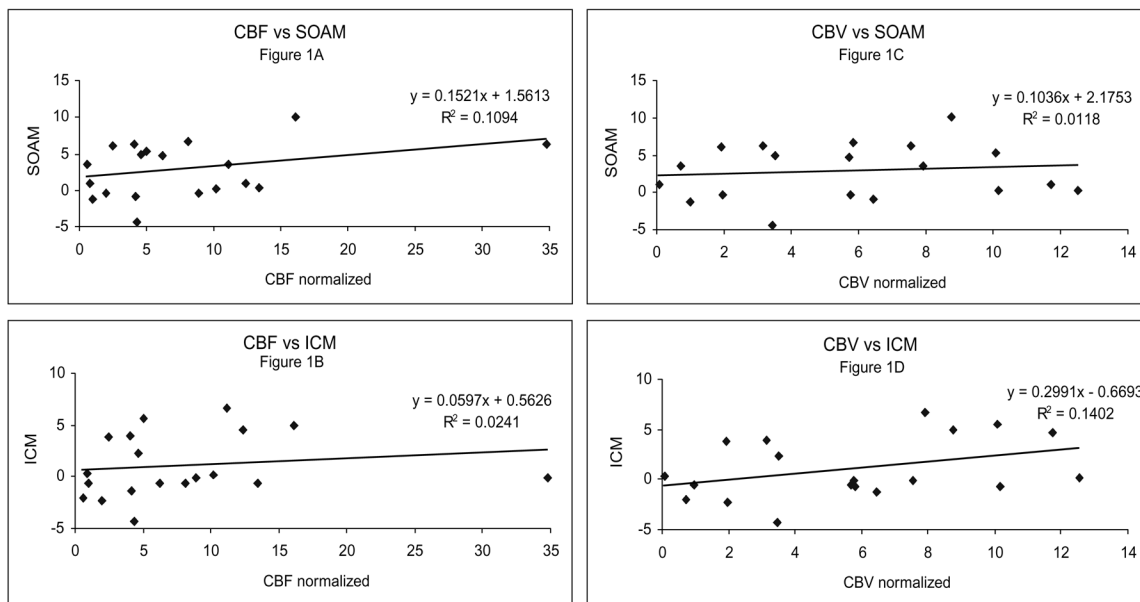 CBF vs SOAM
Figure 1A
15
10
5
0
-5
SOAM
y = 0.1521x + 1.5613
R² = 0.1094
0 5 10 15 20 25 30 35
CBF normalized
CBV vs SOAM
Figure 1C
15
10
5
0
-5
SOAM
y = 0.1036x + 2.1753
R² = 0.0118
0 2 4 6 8 10 12 14
CBV normalized
CBF vs ICM
Figure 1B
10
5
0
-5
ICM
y = 0.0597x + 0.5626
R² = 0.0241
0 5 10 15 20 25 30 35
CBF normalized
CBV vs ICM
Figure 1D
10
5
0
-5
ICM
y = 0.2991x - 0.6693
R² = 0.1402
0 2 4 6 8 10 12 14
CBV normalized